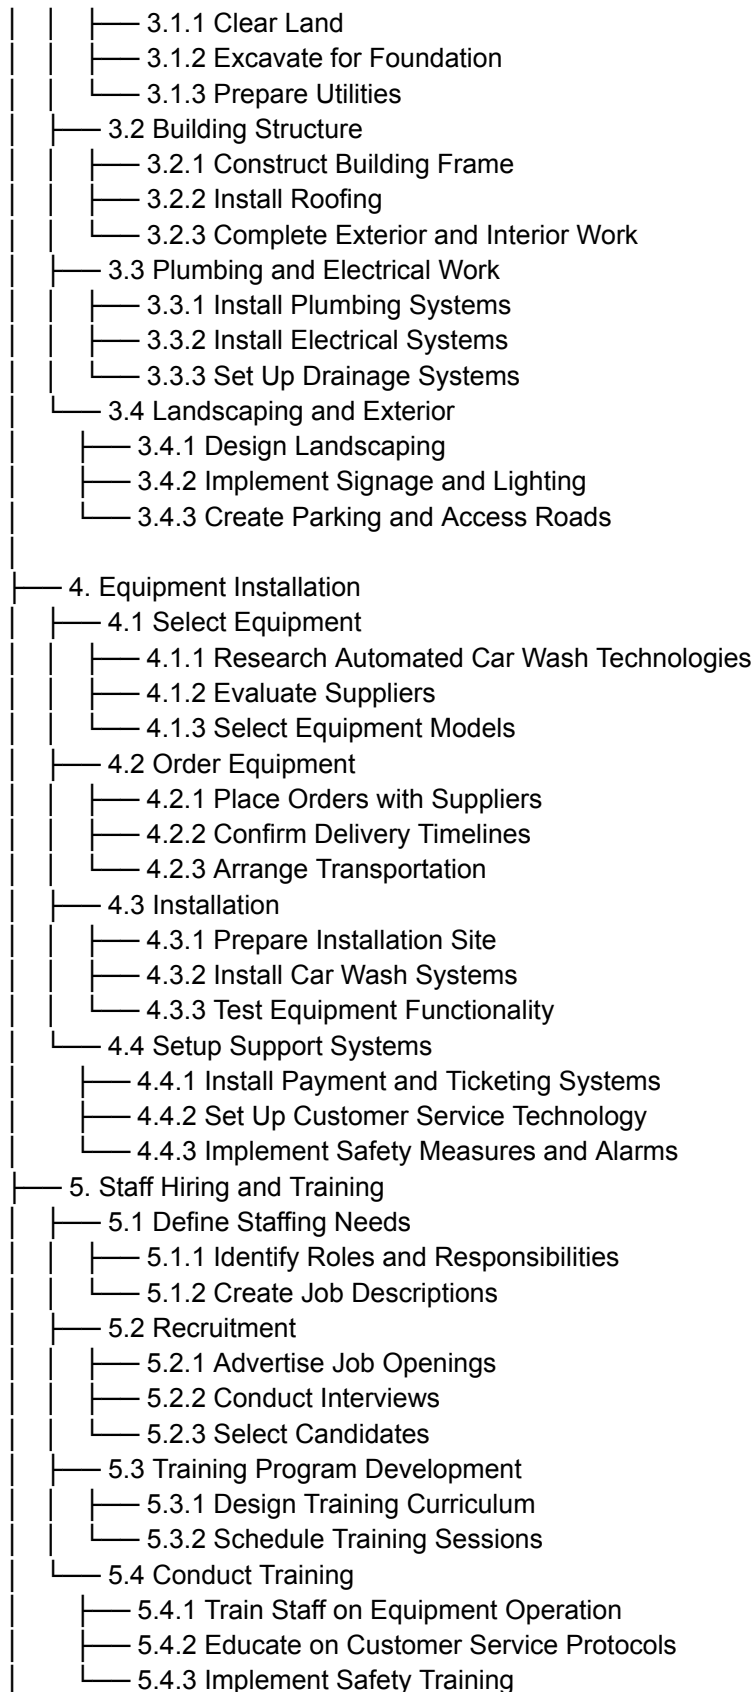 │ │ ├── 3.1.1 Clear Land
│ │ ├── 3.1.2 Excavate for Foundation
│ │ └── 3.1.3 Prepare Utilities
│ ├── 3.2 Building Structure
│ │ ├── 3.2.1 Construct Building Frame
│ │ ├── 3.2.2 Install Roofing
│ │ └── 3.2.3 Complete Exterior and Interior Work
│ ├── 3.3 Plumbing and Electrical Work
│ │ ├── 3.3.1 Install Plumbing Systems
│ │ ├── 3.3.2 Install Electrical Systems
│ │ └── 3.3.3 Set Up Drainage Systems
│ └── 3.4 Landscaping and Exterior
│ ├── 3.4.1 Design Landscaping
│ ├── 3.4.2 Implement Signage and Lighting
│ └── 3.4.3 Create Parking and Access Roads
│
├── 4. Equipment Installation
│ ├── 4.1 Select Equipment
│ │ ├── 4.1.1 Research Automated Car Wash Technologies
│ │ ├── 4.1.2 Evaluate Suppliers
│ │ └── 4.1.3 Select Equipment Models
│ ├── 4.2 Order Equipment
│ │ ├── 4.2.1 Place Orders with Suppliers
│ │ ├── 4.2.2 Confirm Delivery Timelines
│ │ └── 4.2.3 Arrange Transportation
│ ├── 4.3 Installation
│ │ ├── 4.3.1 Prepare Installation Site
│ │ ├── 4.3.2 Install Car Wash Systems
│ │ └── 4.3.3 Test Equipment Functionality
│ └── 4.4 Setup Support Systems
│ ├── 4.4.1 Install Payment and Ticketing Systems
│ ├── 4.4.2 Set Up Customer Service Technology
│ └── 4.4.3 Implement Safety Measures and Alarms
├── 5. Staff Hiring and Training
│ ├── 5.1 Define Staffing Needs
│ │ ├── 5.1.1 Identify Roles and Responsibilities
│ │ └── 5.1.2 Create Job Descriptions
│ ├── 5.2 Recruitment
│ │ ├── 5.2.1 Advertise Job Openings
│ │ ├── 5.2.2 Conduct Interviews
│ │ └── 5.2.3 Select Candidates
│ ├── 5.3 Training Program Development
│ │ ├── 5.3.1 Design Training Curriculum
│ │ └── 5.3.2 Schedule Training Sessions
│ └── 5.4 Conduct Training
│ ├── 5.4.1 Train Staff on Equipment Operation
│ ├── 5.4.2 Educate on Customer Service Protocols
│ └── 5.4.3 Implement Safety Training